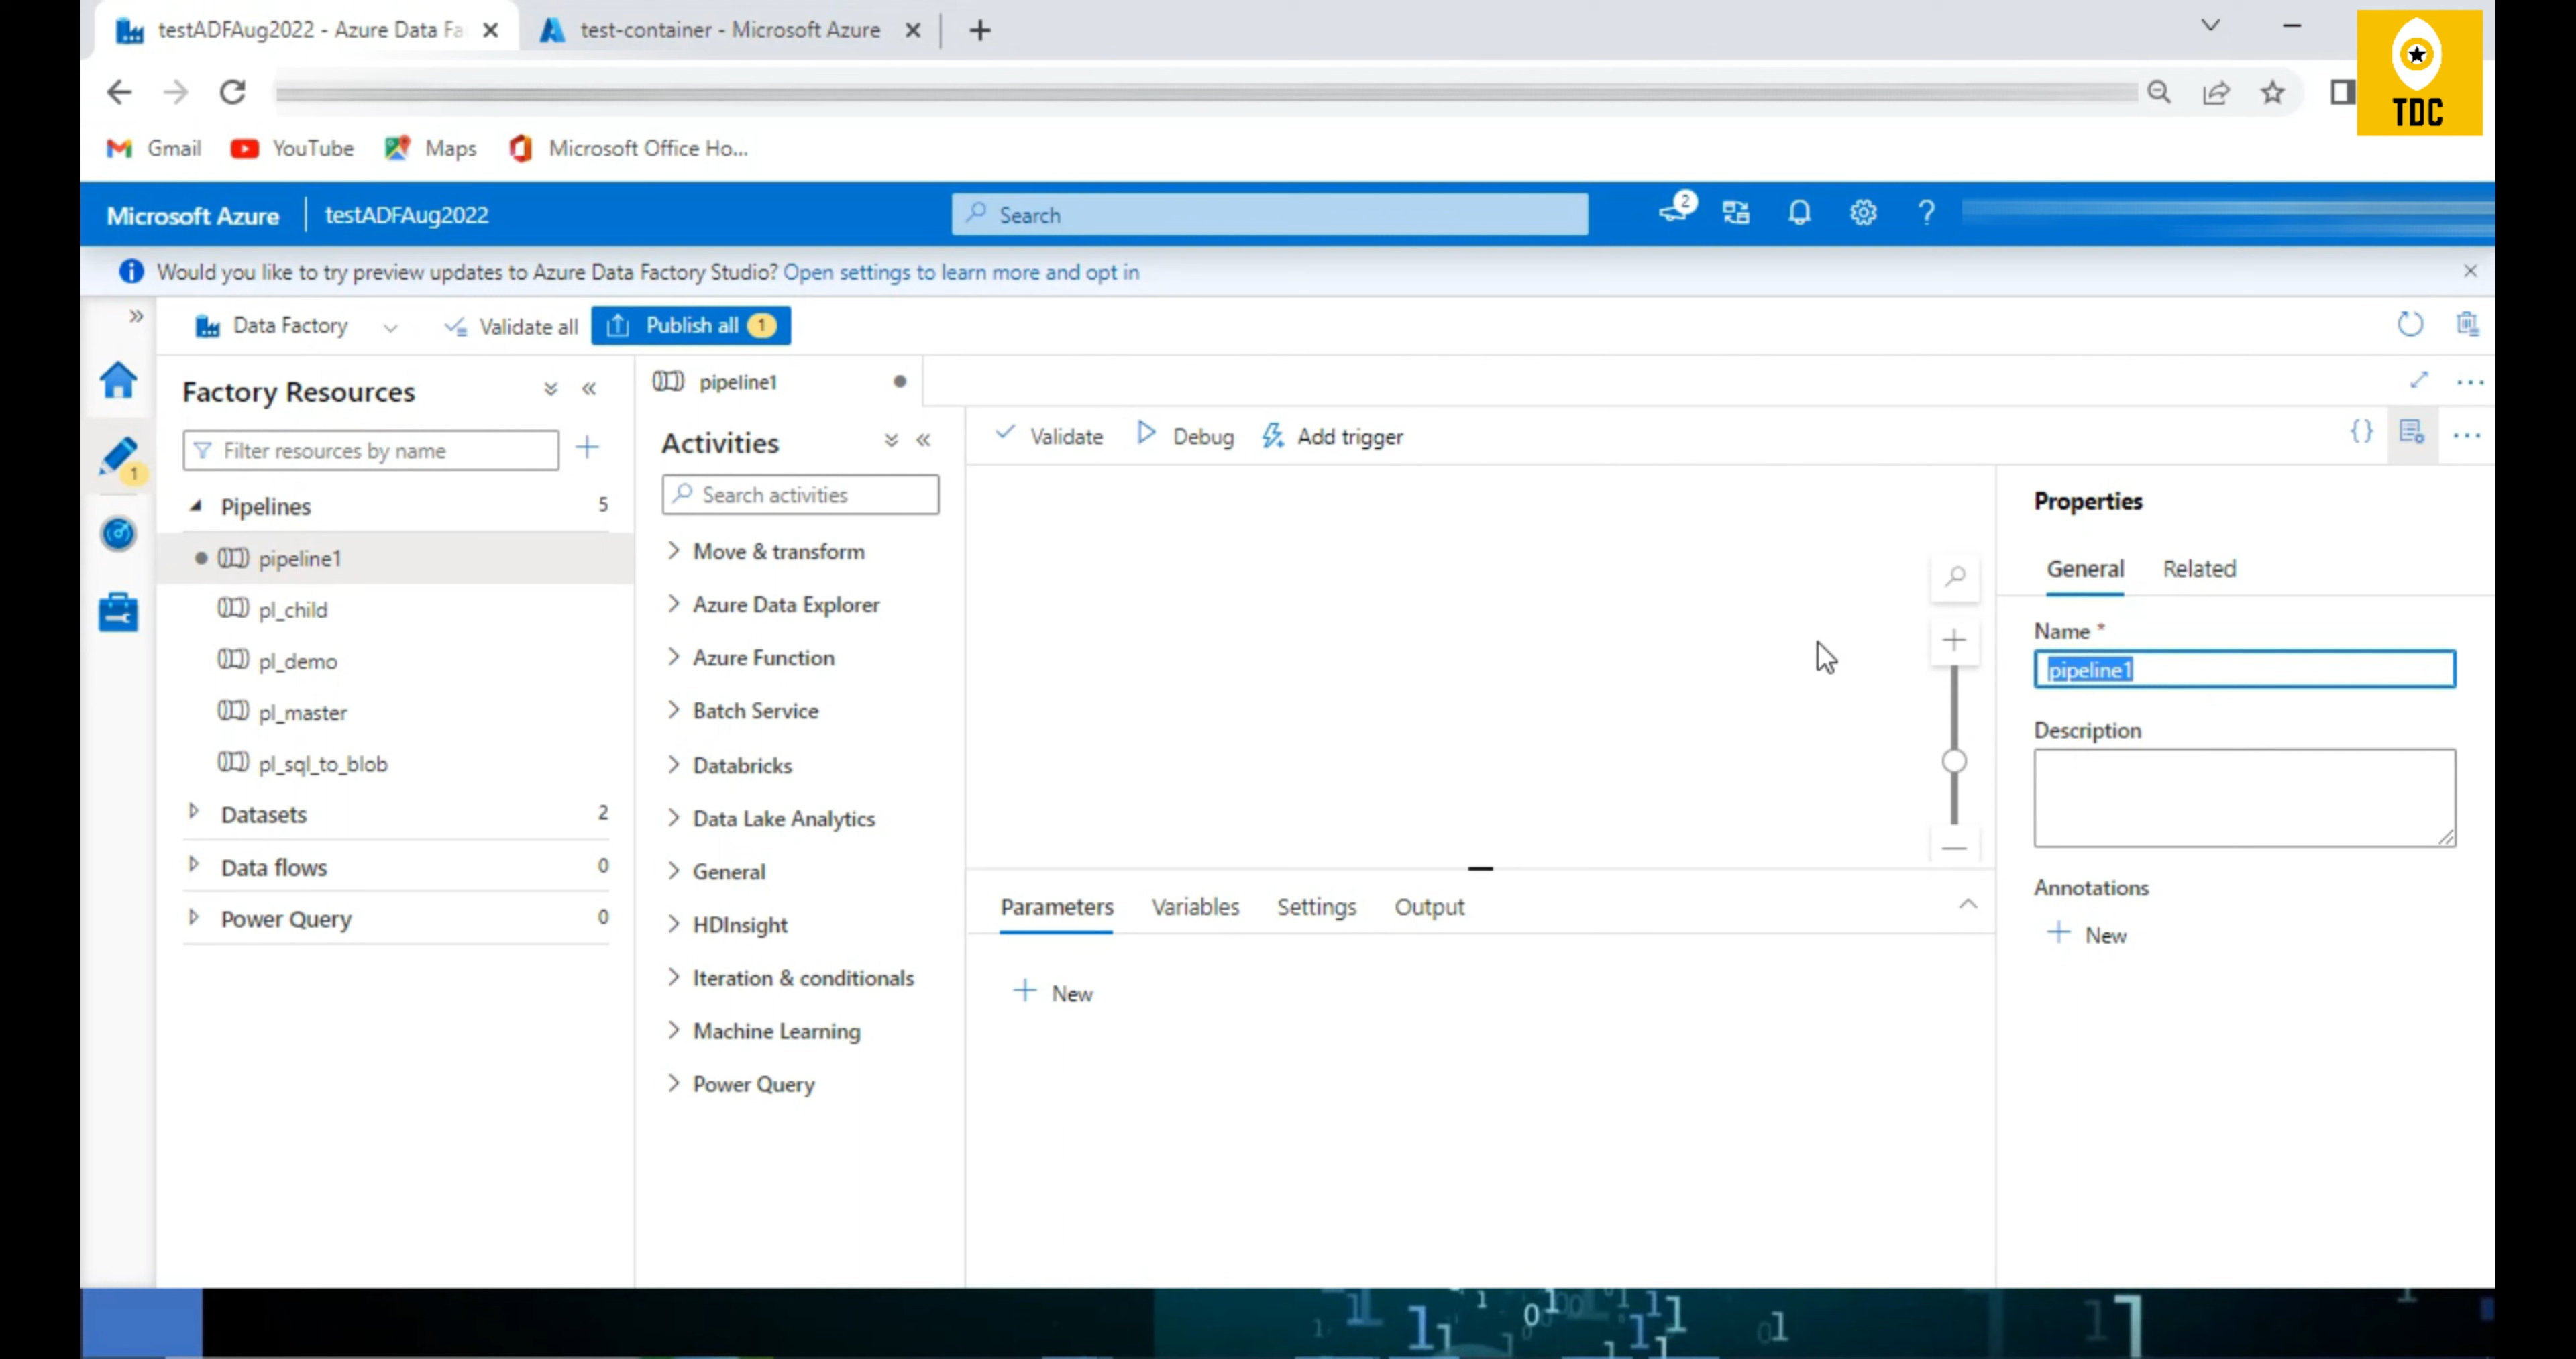 testADFAug2022 - Azure Data Fa
test-container - Microsoft Azure
TDC
Gmail
YouTube
Maps
Microsoft Office Ho...
Microsoft Azure
testADFAug2022
Search
2
?
Would you like to try preview updates to Azure Data Factory Studio? Open settings to learn more and opt in
Data Factory
Validate all
Publish all 1
Factory Resources
Filter resources by name
1
Pipelines 5
pipeline1
pl_child
pl_demo
pl_master
pl_sql_to_blob
Datasets 2
Data flows 0
Power Query 0
pipeline1
Activities
Search activities
Move & transform
Azure Data Explorer
Azure Function
Batch Service
Databricks
Data Lake Analytics
General
HDInsight
Iteration & conditionals
Machine Learning
Power Query
Validate
Debug
Add trigger
{}
Parameters
Variables
Settings
Output
New
Properties
General
Related
Name *
pipeline1
Description
Annotations
New